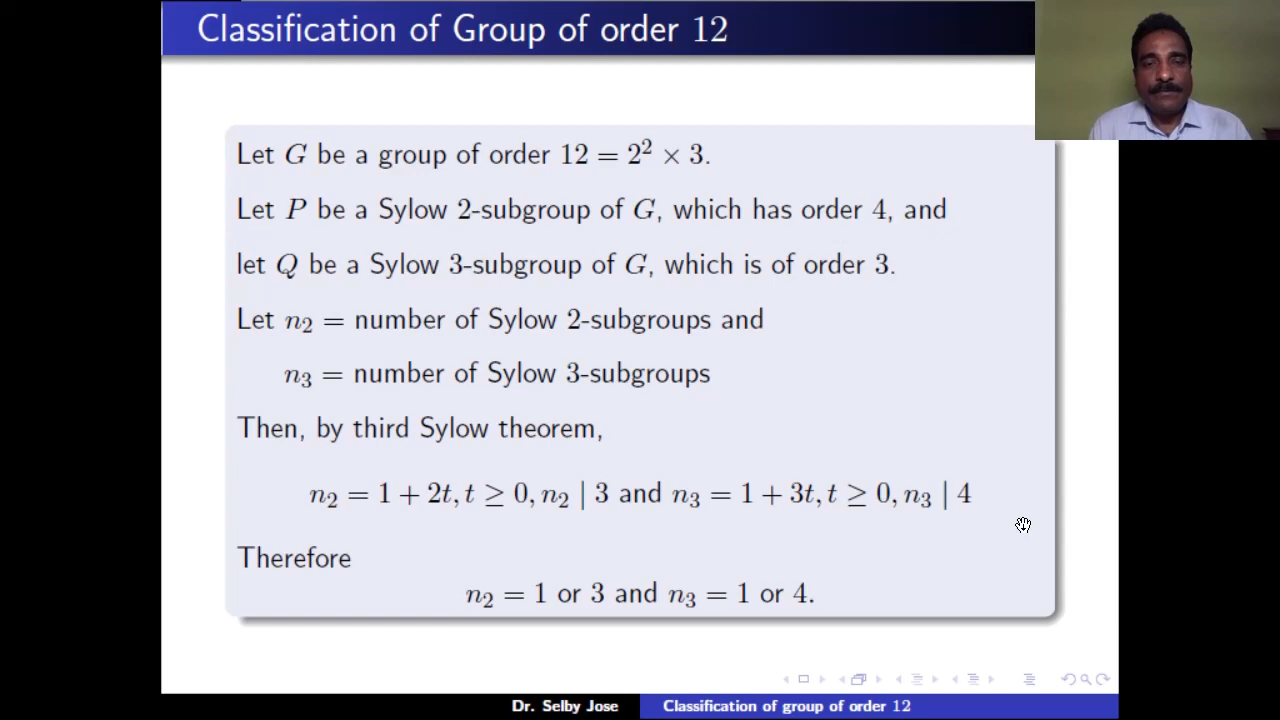 Classification of Group of order 12
Let G be a group of order 12 = 2² × 3.
Let P be a Sylow 2-subgroup of G, which has order 4, and
let Q be a Sylow 3-subgroup of G, which is of order 3.
Let n₂ = number of Sylow 2-subgroups and
n₃ = number of Sylow 3-subgroups
Then, by third Sylow theorem,
n₂ = 1 + 2t, t ≥ 0, n₂ | 3 and n₃ = 1 + 3t, t ≥ 0, n₃ | 4
Therefore
n₂ = 1 or 3 and n₃ = 1 or 4.
Dr. Selby Jose Classification of group of order 12